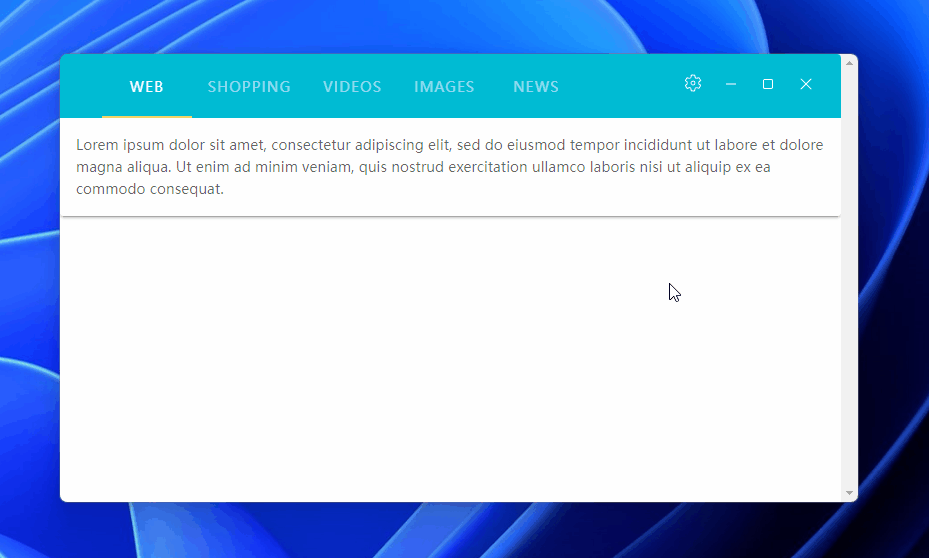 WEB SHOPPING VIDEOS IMAGES NEWS
Lorem ipsum dolor sit amet, consectetur adipiscing elit, sed do eiusmod tempor incididunt ut labore et dolore
magna aliqua. Ut enim ad minim veniam, quis nostrud exercitation ullamco laboris nisi ut aliquip ex ea
commodo consequat.